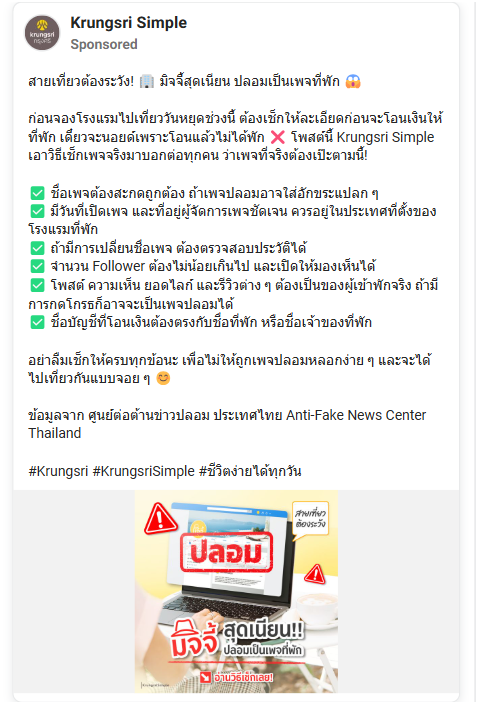 Krungsri Simple
Sponsored
สายเที่ยวต้องระวัง! 🏢 มิจจี้สุดเนียน ปลอมเป็นเพจที่พัก 😱
ก่อนจองโรงแรมไปเที่ยววันหยุดช่วงนี้ ต้องเช็กให้ละเอียดก่อนจะโอนเงินให้
ที่พัก เดี๋ยวจะนอยด์เพราะโอนแล้วไม่ได้พัก ❌ โพสต์นี้ Krungsri Simple
เอาวิธีเช็กเพจจริงมาบอกต่อทุกคน ว่าเพจที่จริงต้องเป๊ะตามนี้!
✅ ชื่อเพจต้องสะกดถูกต้อง ถ้าเพจปลอมอาจใส่อักขระแปลก ๆ
✅ มีวันที่เปิดเพจ และที่อยู่ผู้จัดการเพจชัดเจน ควรอยู่ในประเทศที่ตั้งของ
โรงแรมที่พัก
✅ ถ้ามีการเปลี่ยนชื่อเพจ ต้องตรวจสอบประวัติได้
✅ จำนวน Follower ต้องไม่น้อยเกินไป และเปิดให้มองเห็นได้
✅ โพสต์ ความเห็น ยอดไลก์ และรีวิวต่าง ๆ ต้องเป็นของผู้เข้าพักจริง ถ้ามี
การกดโกรธก็อาจจะเป็นเพจปลอมได้
✅ ชื่อบัญชีที่โอนเงินต้องตรงกับชื่อที่พัก หรือชื่อเจ้าของที่พัก
อย่าลืมเช็กให้ครบทุกข้อนะ เพื่อไม่ให้ถูกเพจปลอมหลอกง่าย ๆ และจะได้
ไปเที่ยวกันแบบจอย ๆ 😊
ข้อมูลจาก ศูนย์ต่อต้านข่าวปลอม ประเทศไทย Anti-Fake News Center
Thailand
#Krungsri #KrungsriSimple #ชีวิตง่ายได้ทุกวัน
สายเที่ยว
ต้องระวัง
ปลอม
มิจจี้ สุดเนียน!!
ปลอมเป็นเพจที่พัก
อ่านวิธีเช็กเลย!
KrungsriSimple